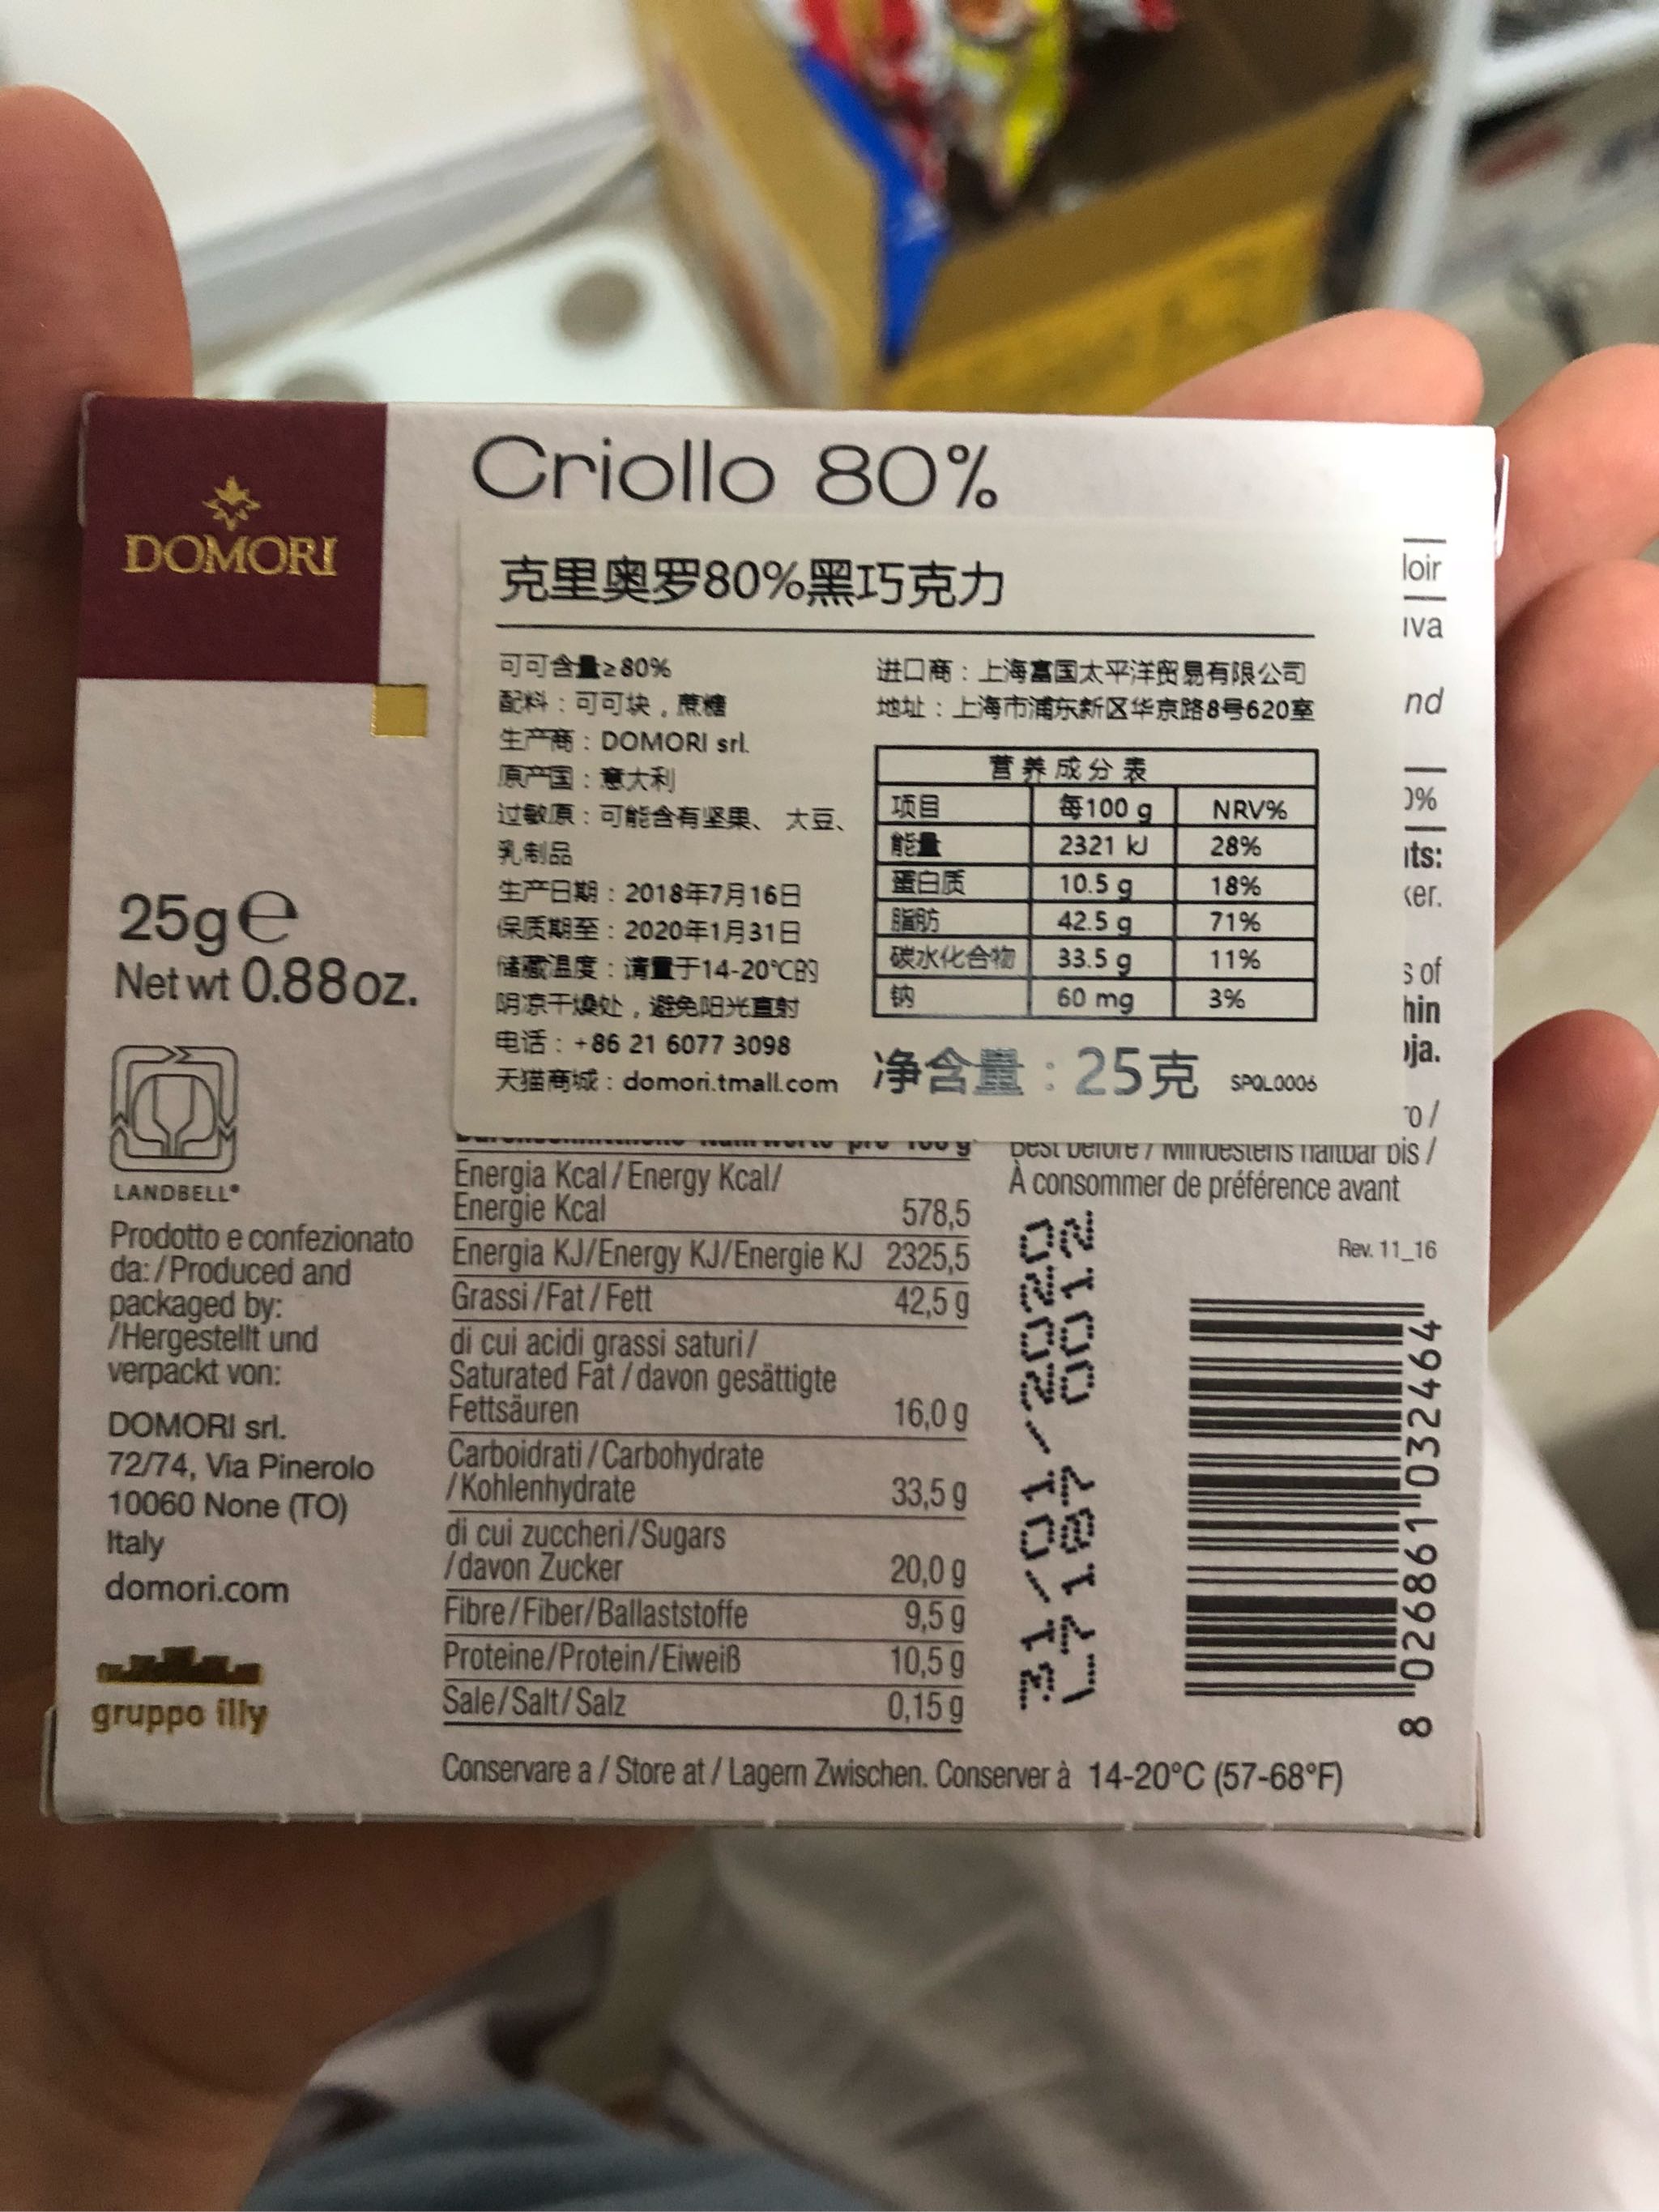 DOMORI
Criollo 80%
克里奥罗80%黑巧克力
可可含量≥80%
配料：可可块，蔗糖
生产商：DOMORI srl.
原产国：意大利
过敏原：可能含有坚果、大豆、
乳制品
生产日期：2018年7月16日
保质期至：2020年1月31日
储藏温度：请置于14-20℃的
阴凉干燥处，避免阳光直射
电话：+86 21 6077 3098
天猫商城：domori.tmall.com
进口商：上海富国太平洋贸易有限公司
地址：上海市浦东新区华京路8号620室
营养成分表
项目 每100 g NRV%
能量 2321 kJ 28%
蛋白质 10.5 g 18%
脂肪 42.5 g 71%
碳水化合物 33.5 g 11%
钠 60 mg 3%
净含量：25克 SPQL0006
loir
iva
nd
0%
ts:
ker.
s of
hin
oja.
ro /
25g e
Net wt 0.88oz.
LANDBELL®
Prodotto e confezionato
da:/Produced and
packaged by:
/Hergestellt und
verpackt von:
DOMORI srl.
72/74, Via Pinerolo
10060 None (TO)
Italy
domori.com
gruppo illy
pro 100 g
Energia Kcal/Energy Kcal/
Energie Kcal 578,5
Energia KJ/Energy KJ/Energie KJ 2325,5
Grassi/Fat/Fett 42,5 g
di cui acidi grassi saturi/
Saturated Fat/davon gesättigte
Fettsäuren 16,0 g
Carboidrati/Carbohydrate
/Kohlenhydrate 33,5 g
di cui zuccheri/Sugars
/davon Zucker 20,0 g
Fibre/Fiber/Ballaststoffe 9,5 g
Proteine/Protein/Eiweiß 10,5 g
Sale/Salt/Salz 0,15 g
Best before / Mindestens haltbar bis /
À consommer de préférence avant
Rev. 11_16
31/01/2020
L7187 001N
8 026861 032464
Conservare a / Store at / Lagern Zwischen. Conserver à 14-20°C (57-68°F)